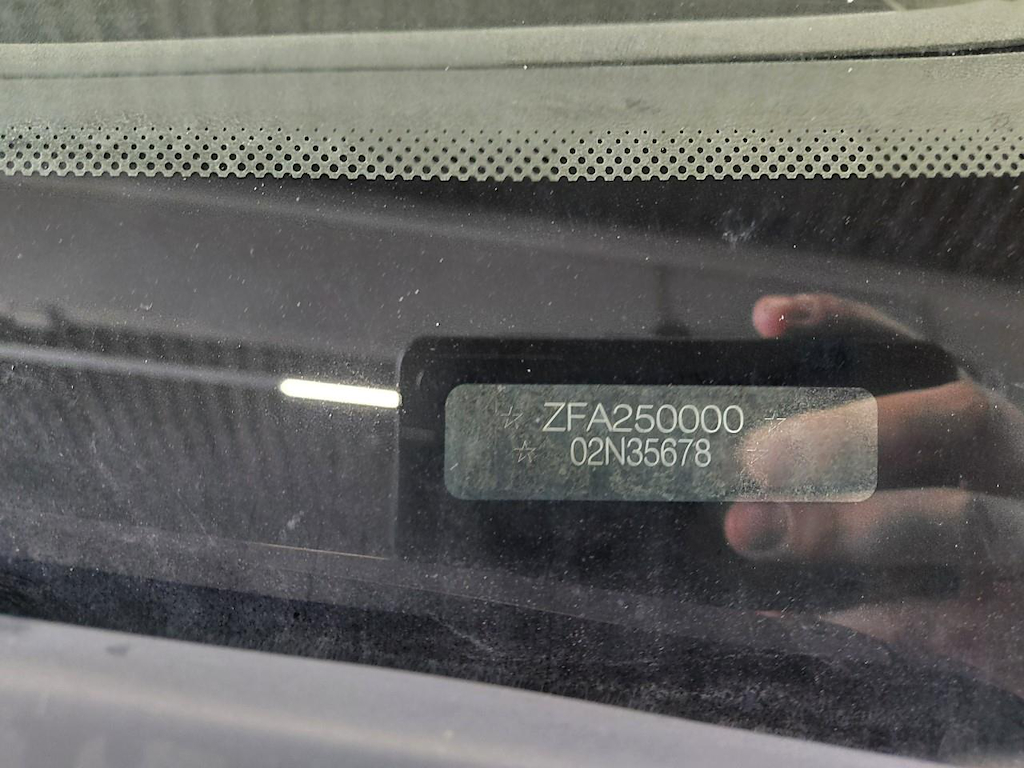 ☆ ZFA250000 ☆
☆ 02N35678 ☆